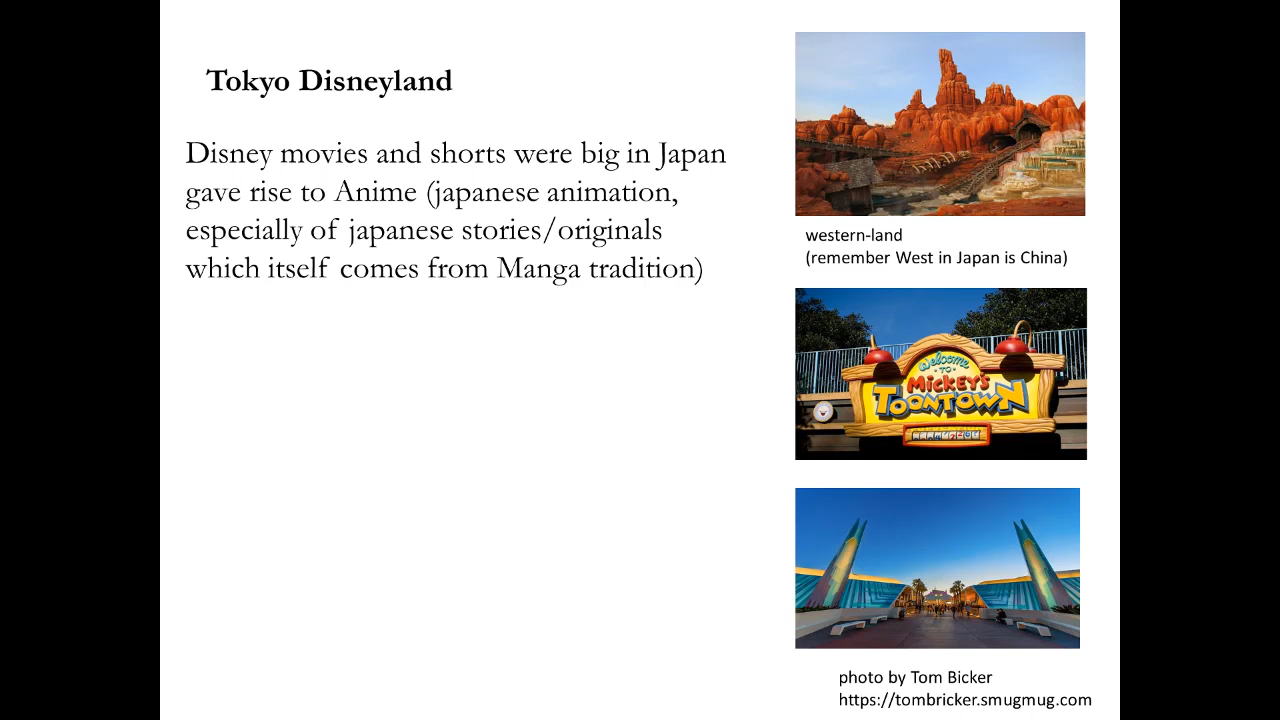 Tokyo Disneyland
Disney movies and shorts were big in Japan
gave rise to Anime (japanese animation,
especially of japanese stories/originals
which itself comes from Manga tradition)
western-land
(remember West in Japan is China)
Welcome
TO
MICKEY'S
TOONTOWN
photo by Tom Bicker
https://tombricker.smugmug.com